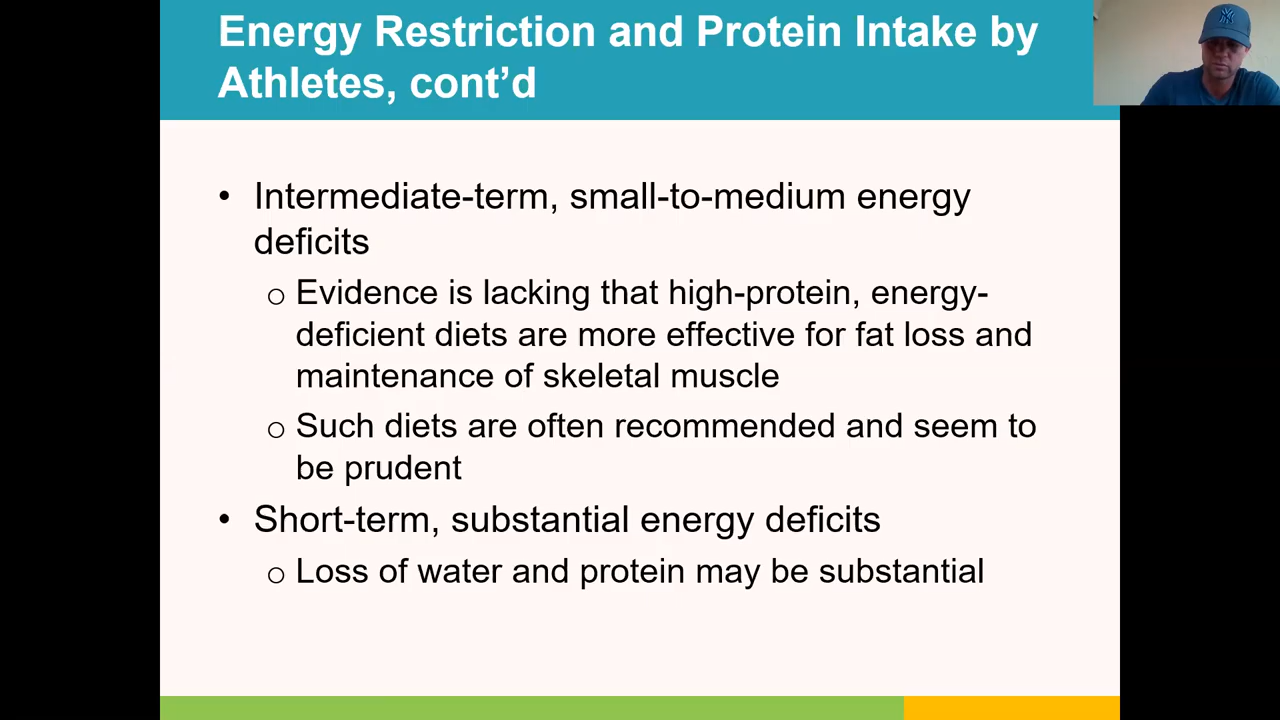 Energy Restriction and Protein Intake by
Athletes, cont’d
• Intermediate-term, small-to-medium energy
deficits
o Evidence is lacking that high-protein, energy-
deficient diets are more effective for fat loss and
maintenance of skeletal muscle
o Such diets are often recommended and seem to
be prudent
• Short-term, substantial energy deficits
o Loss of water and protein may be substantial